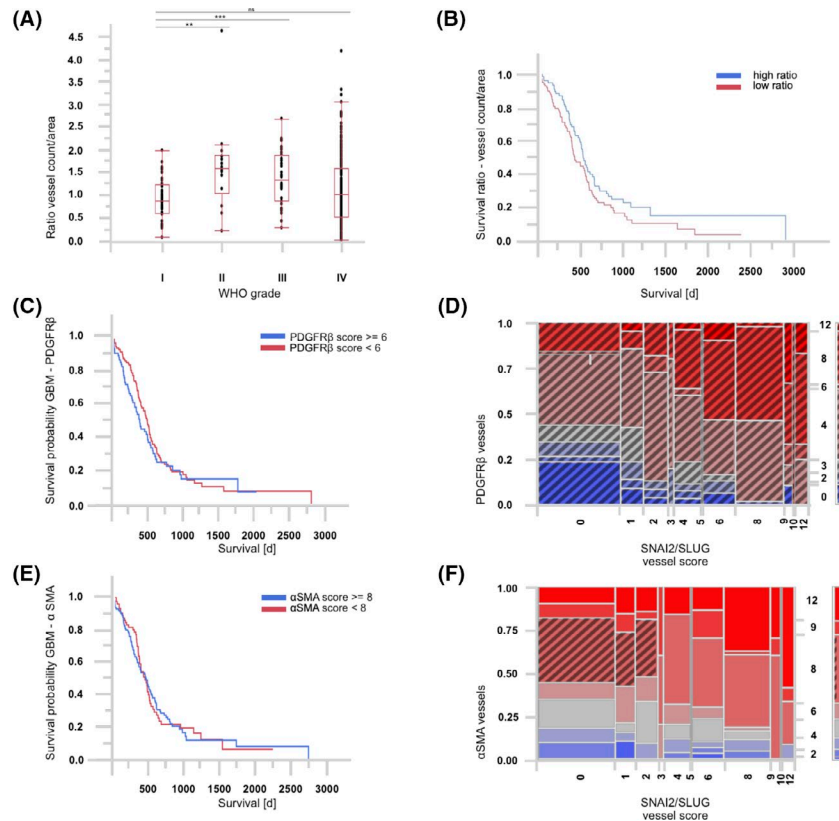 (A)
ns
***
**
4.5
4.0
3.5
3.0
2.5
2.0
1.5
1.0
0.5
0.0
Ratio vessel count/area
I II III IV
WHO grade
(B)
high ratio
low ratio
1.0
0.8
0.6
0.4
0.2
0
Survival ratio - vessel count/area
500 1000 1500 2000 2500 3000
Survival [d]
(C)
PDGFRβ score >= 6
PDGFRβ score < 6
1.0
0.8
0.6
0.4
0.2
0.0
Survival probability GBM - PDGFRβ
500 1000 1500 2000 2500 3000
Survival [d]
(D)
1.0
0.7
0.5
0.2
0.0
PDGFRβ vessels
12
8
6
4
3
2
0
0 1 2 3 4 5 6 8 9 10 12
SNAI2/SLUG
vessel score
(E)
αSMA score >= 8
αSMA score < 8
1.0
0.8
0.6
0.4
0.2
0.0
Survival probability GBM - α SMA
500 1000 1500 2000 2500 3000
Survival [d]
(F)
1.00
0.75
0.50
0.25
0.00
αSMA vessels
12
9
6
4
2
0 1 2 3 4 5 6 8 9 10 12
SNAI2/SLUG
vessel score